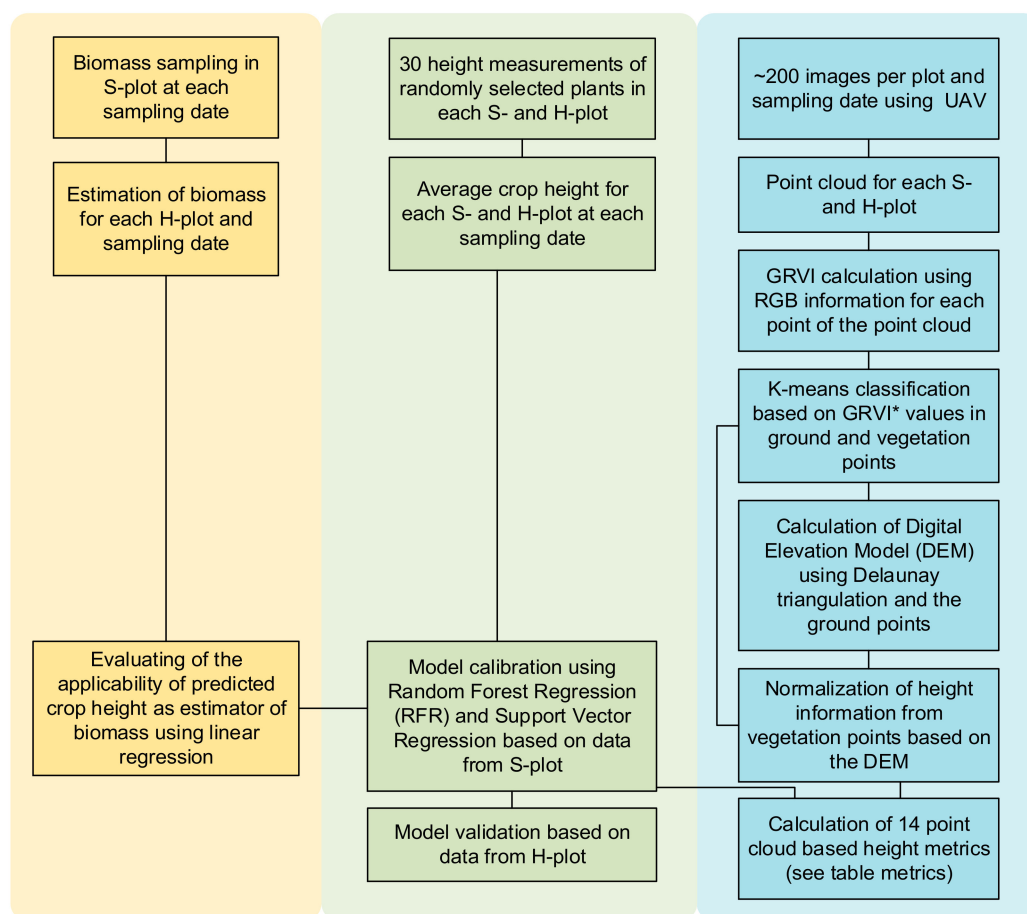 Biomass sampling in
S-plot at each
sampling date
Estimation of biomass
for each H-plot and
sampling date
Evaluating of the
applicability of predicted
crop height as estimator of
biomass using linear
regression
30 height measurements of
randomly selected plants in
each S- and H-plot
Average crop height for
each S- and H-plot at each
sampling date
Model calibration using
Random Forest Regression
(RFR) and Support Vector
Regression based on data
from S-plot
Model validation based on
data from H-plot
~200 images per plot and
sampling date using UAV
Point cloud for each S-
and H-plot
GRVI calculation using
RGB information for each
point of the point cloud
K-means classification
based on GRVI* values in
ground and vegetation
points
Calculation of Digital
Elevation Model (DEM)
using Delaunay
triangulation and the
ground points
Normalization of height
information from
vegetation points based on
the DEM
Calculation of 14 point
cloud based height metrics
(see table metrics)